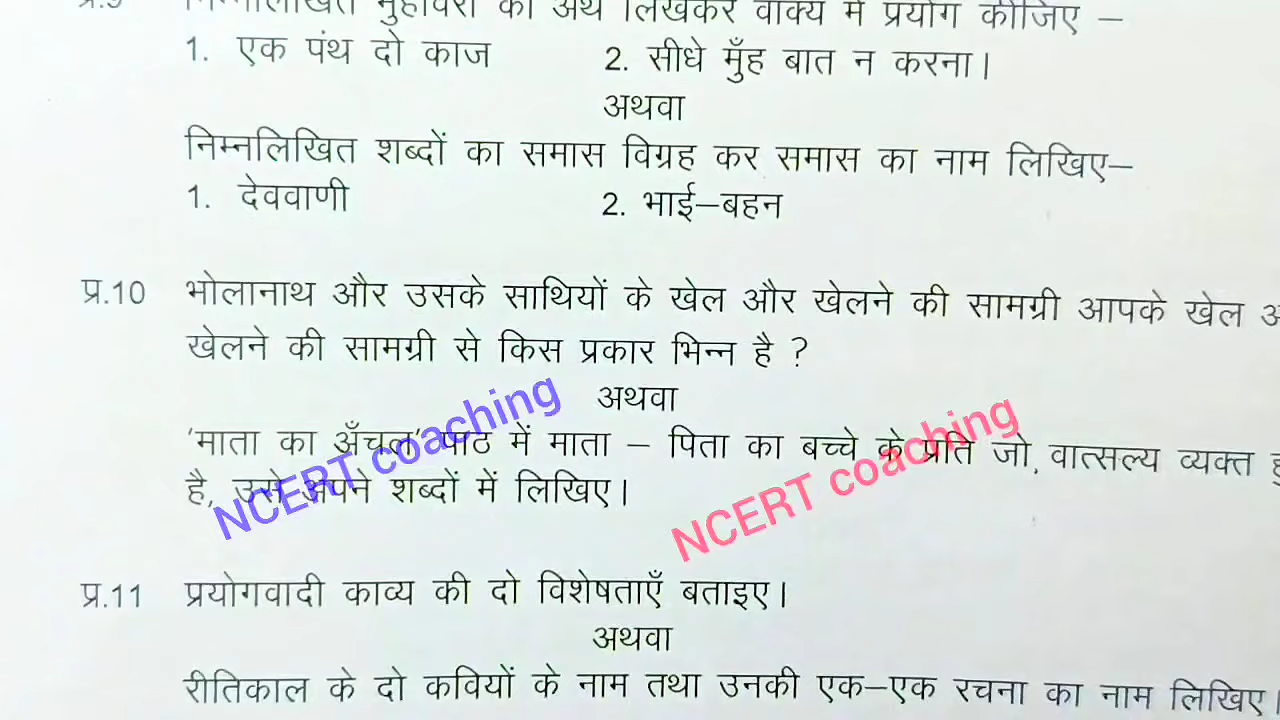 प्र.9 निम्नलिखित मुहावरों का अर्थ लिखकर वाक्य में प्रयोग कीजिए –
1. एक पंथ दो काज 2. सीधे मुँह बात न करना।
अथवा
निम्नलिखित शब्दों का समास विग्रह कर समास का नाम लिखिए–
1. देववाणी 2. भाई–बहन
प्र.10 भोलानाथ और उसके साथियों के खेल और खेलने की सामग्री आपके खेल
खेलने की सामग्री से किस प्रकार भिन्न है ?
अथवा
'माता का अँचल' पाठ में माता – पिता का बच्चे के प्रति जो, वात्सल्य व्यक्त
है, उसे अपने शब्दों में लिखिए।
NCERT coaching
NCERT coaching
प्र.11 प्रयोगवादी काव्य की दो विशेषताएँ बताइए।
अथवा
रीतिकाल के दो कवियों के नाम तथा उनकी एक–एक रचना का नाम लिखिए।